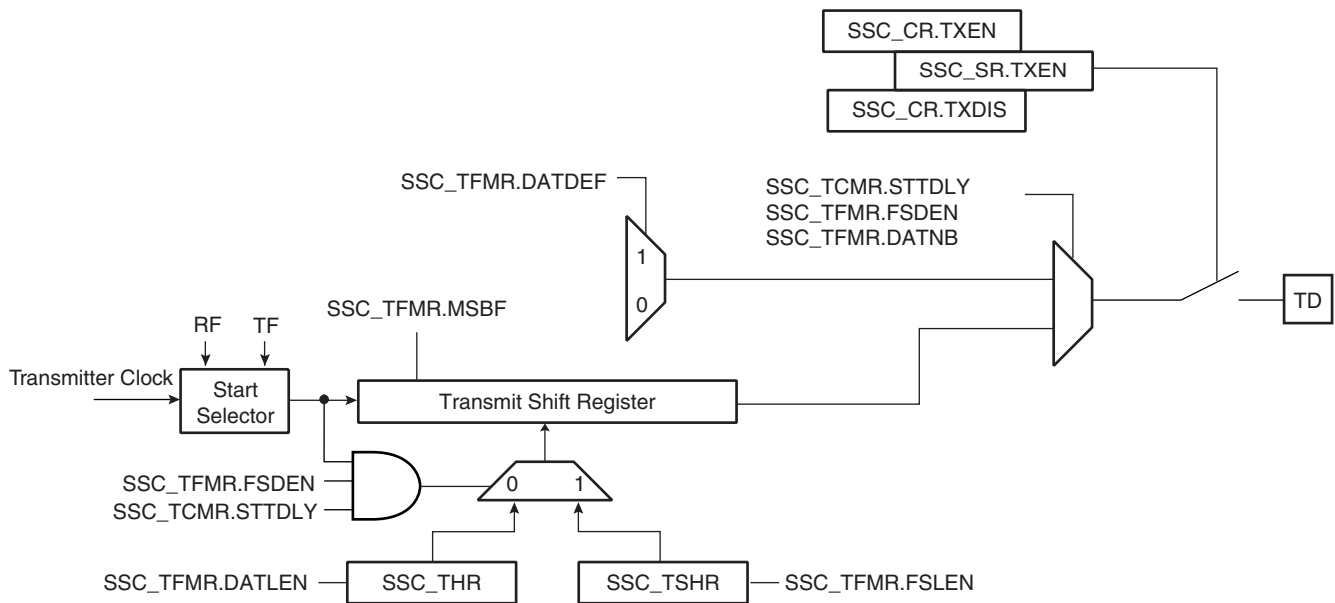 SSC_CR.TXEN
SSC_SR.TXEN
SSC_CR.TXDIS
SSC_TFMR.DATDEF
SSC_TCMR.STTDLY
SSC_TFMR.FSDEN
SSC_TFMR.DATNB
1
0
TD
SSC_TFMR.MSBF
RF TF
Transmitter Clock
Start
Selector
Transmit Shift Register
SSC_TFMR.FSDEN
SSC_TCMR.STTDLY
0 1
SSC_TFMR.DATLEN
SSC_THR
SSC_TSHR
SSC_TFMR.FSLEN